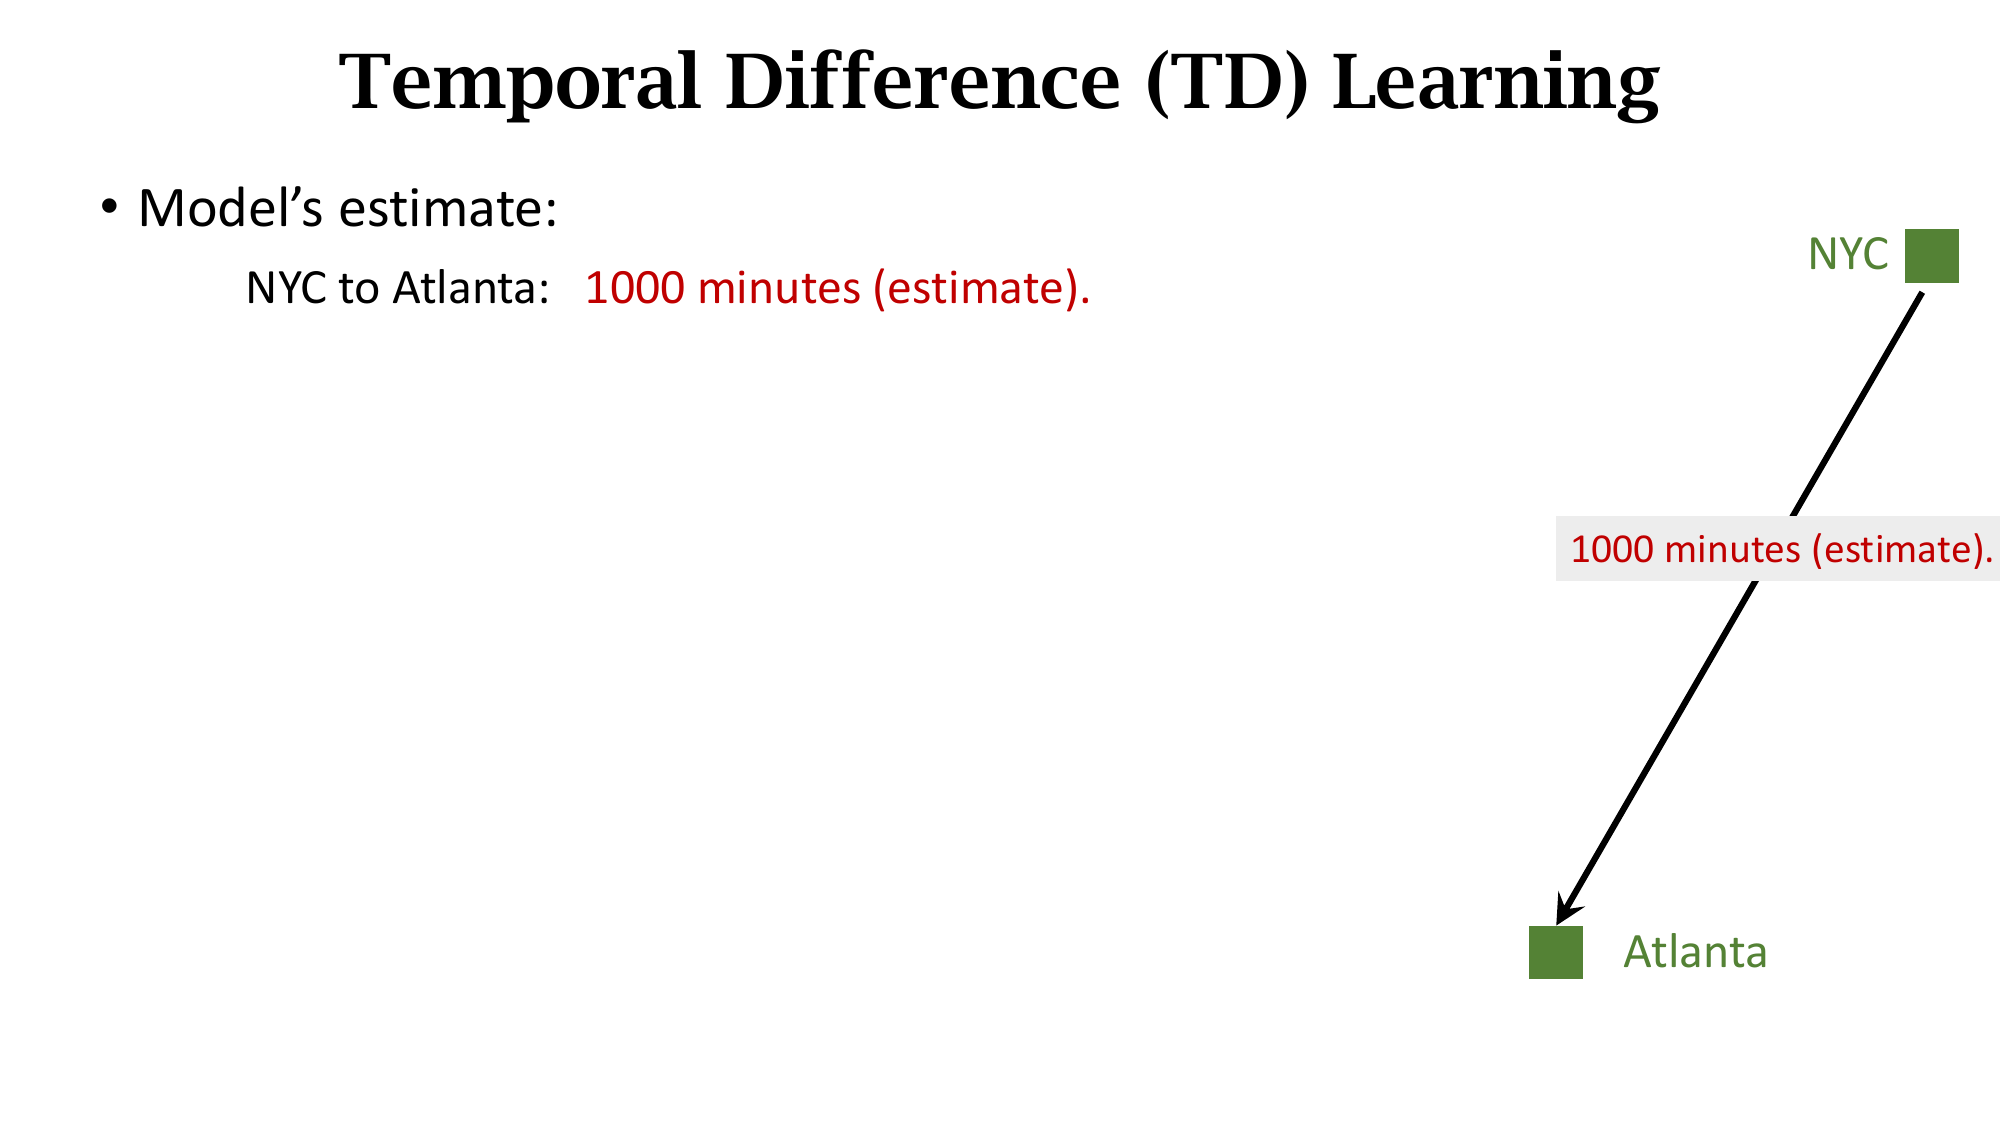 Temporal Difference (TD) Learning
• Model’s estimate:
NYC to Atlanta: 1000 minutes (estimate).
NYC
1000 minutes (estimate).
Atlanta